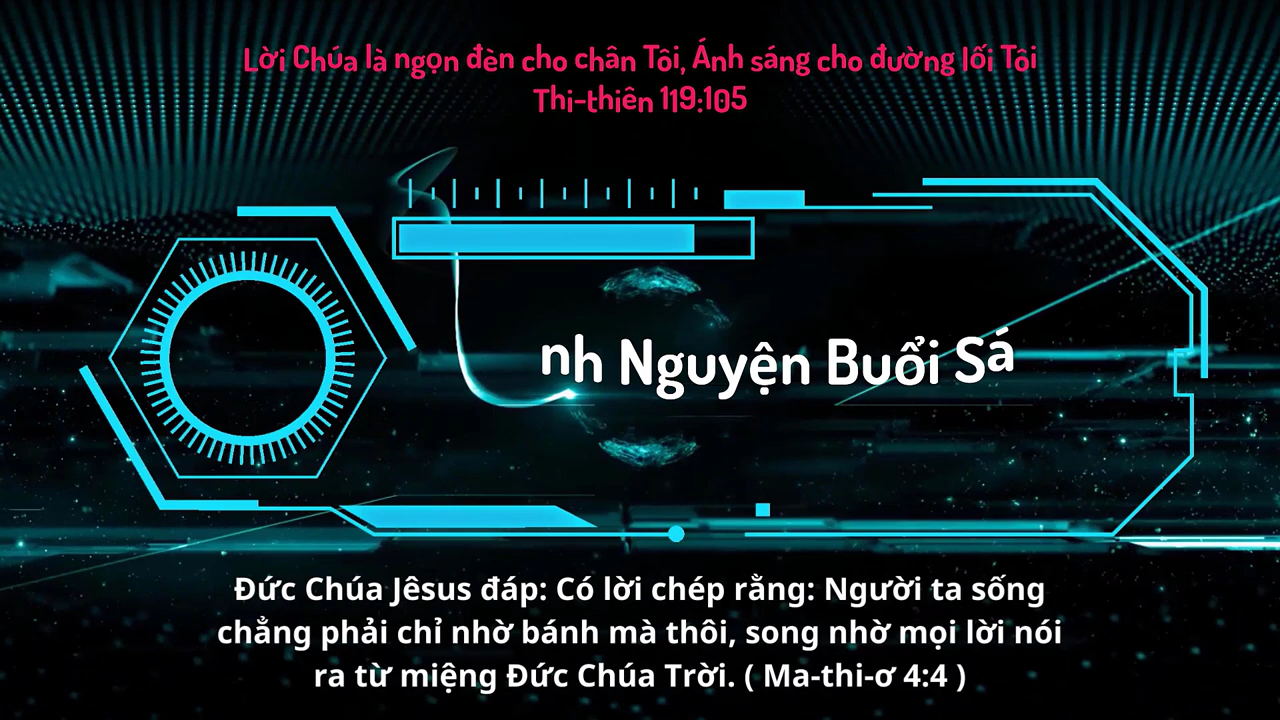 Lời Chúa là ngọn đèn cho chân Tôi, Ánh sáng cho đường lối Tôi
Thi-thiên 119:105
nh Nguyện Buổi Sá
Đức Chúa Jêsus đáp: Có lời chép rằng: Người ta sống
chẳng phải chỉ nhờ bánh mà thôi, song nhờ mọi lời nói
ra từ miệng Đức Chúa Trời. ( Ma-thi-ơ 4:4 )